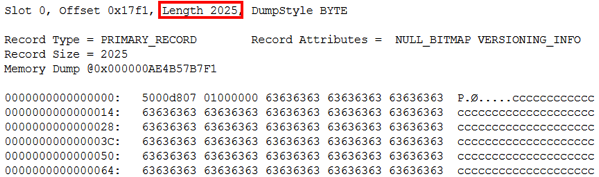 Slot 0, Offset 0x17f1, Length 2025, DumpStyle BYTE
Record Type = PRIMARY_RECORD Record Attributes = NULL_BITMAP VERSIONING_INFO
Record Size = 2025
Memory Dump @0x000000AE4B57B7F1
0000000000000000: 5000d807 01000000 63636363 63636363 63636363 P.Ø.....cccccccccccc
0000000000000014: 63636363 63636363 63636363 63636363 63636363 cccccccccccccccccccc
0000000000000028: 63636363 63636363 63636363 63636363 63636363 cccccccccccccccccccc
000000000000003C: 63636363 63636363 63636363 63636363 63636363 cccccccccccccccccccc
0000000000000050: 63636363 63636363 63636363 63636363 63636363 cccccccccccccccccccc
0000000000000064: 63636363 63636363 63636363 63636363 63636363 cccccccccccccccccccc